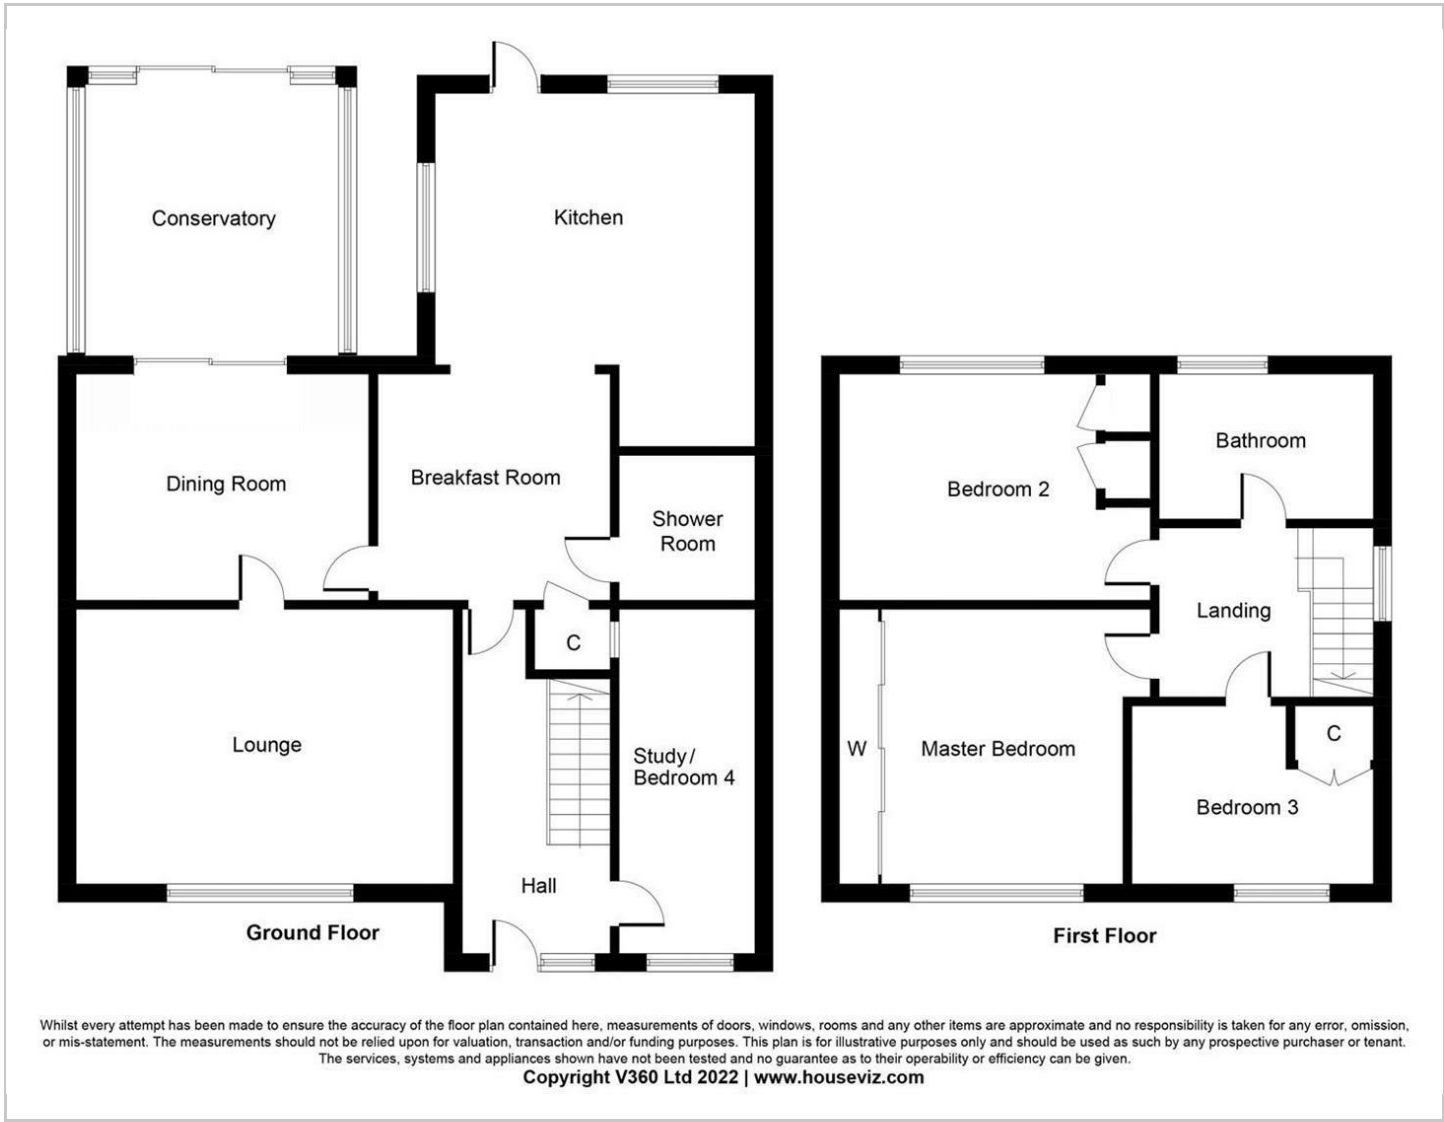 Conservatory
Kitchen
Dining Room
Breakfast Room
Shower
Room
C
Lounge
Study/
Bedroom 4
Hall
Ground Floor
Bedroom 2
Bathroom
Landing
W
Master Bedroom
C
Bedroom 3
First Floor
Whilst every attempt has been made to ensure the accuracy of the floor plan contained here, measurements of doors, windows, rooms and any other items are approximate and no responsibility is taken for any error, omission,
or mis-statement. The measurements should not be relied upon for valuation, transaction and/or funding purposes. This plan is for illustrative purposes only and should be used as such by any prospective purchaser or tenant.
The services, systems and appliances shown have not been tested and no guarantee as to their operability or efficiency can be given.
Copyright V360 Ltd 2022 | www.houseviz.com